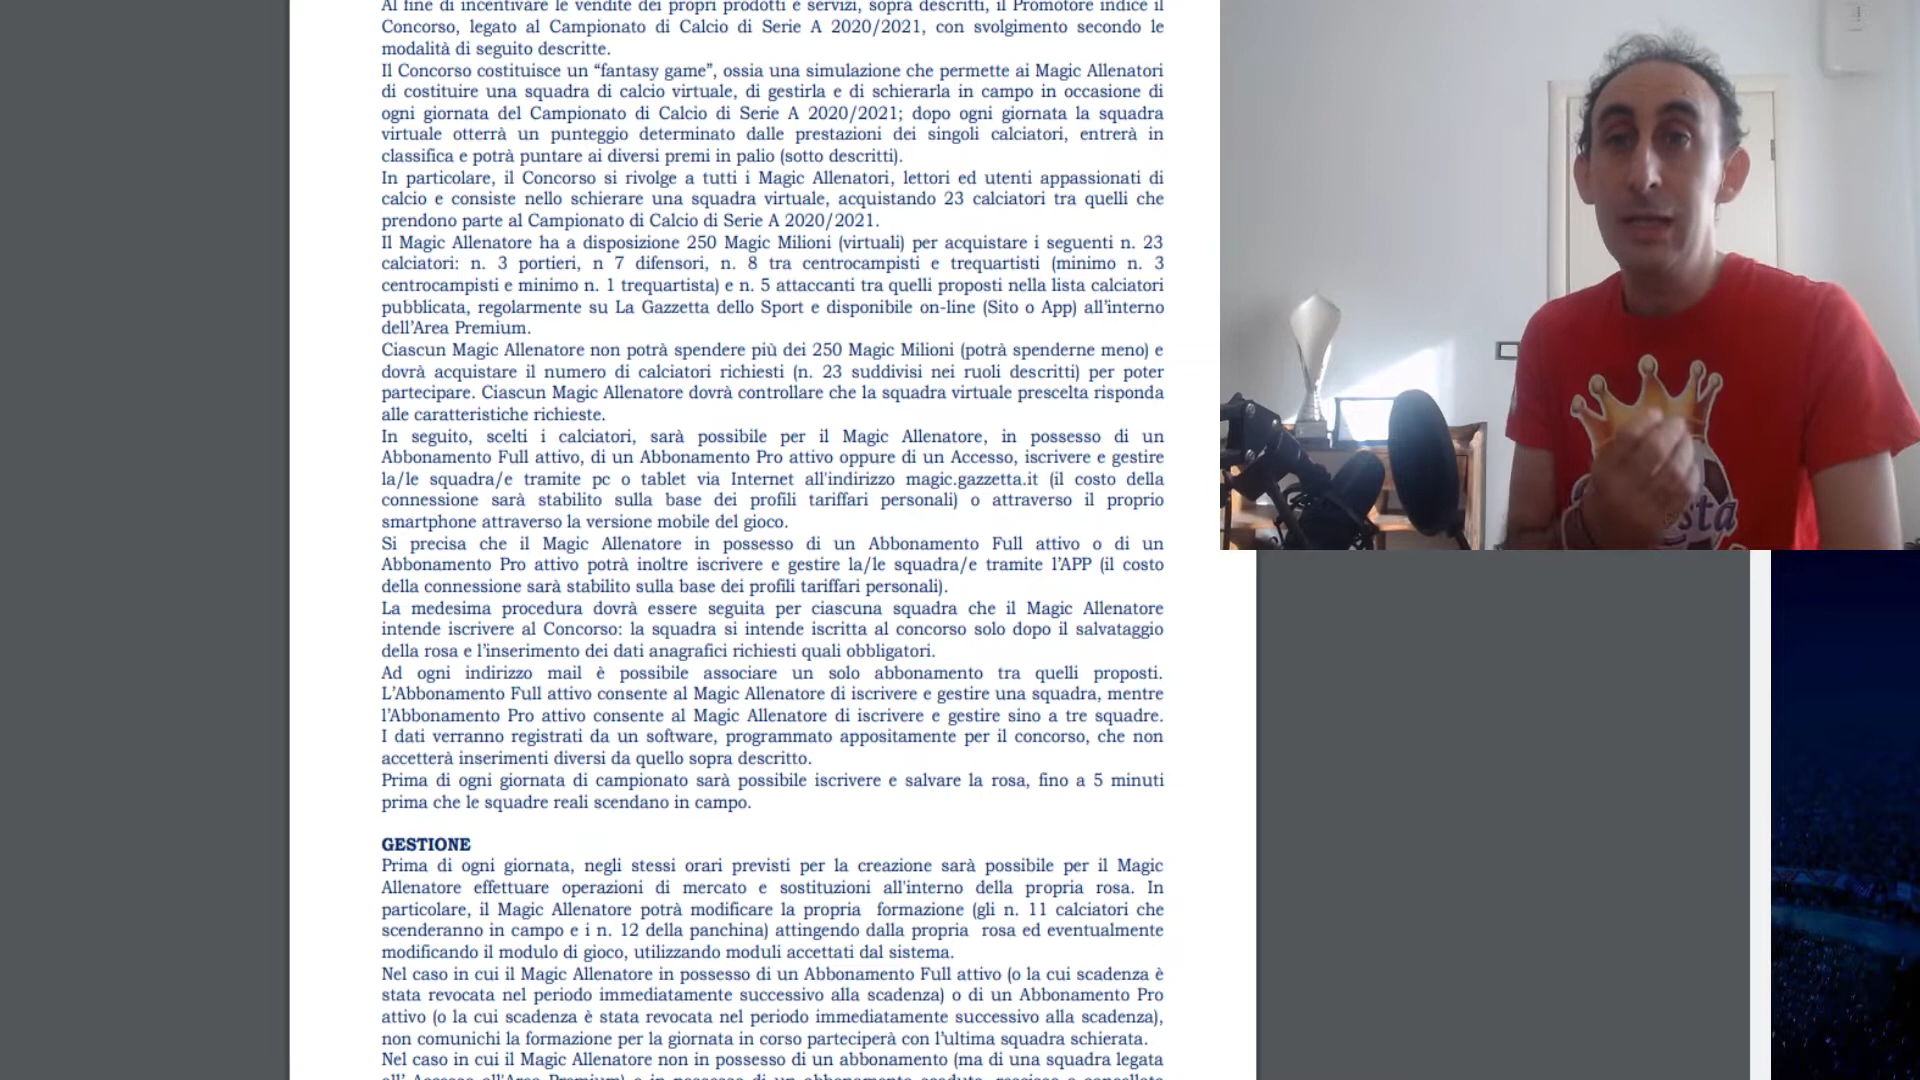 Al fine di incentivare le vendite dei propri prodotti e servizi, sopra descritti, il Promotore indice il
Concorso, legato al Campionato di Calcio di Serie A 2020/2021, con svolgimento secondo le
modalità di seguito descritte.
Il Concorso costituisce un “fantasy game”, ossia una simulazione che permette ai Magic Allenatori
di costituire una squadra di calcio virtuale, di gestirla e di schierarla in campo in occasione di
ogni giornata del Campionato di Calcio di Serie A 2020/2021; dopo ogni giornata la squadra
virtuale otterrà un punteggio determinato dalle prestazioni dei singoli calciatori, entrerà in
classifica e potrà puntare ai diversi premi in palio (sotto descritti).
In particolare, il Concorso si rivolge a tutti i Magic Allenatori, lettori ed utenti appassionati di
calcio e consiste nello schierare una squadra virtuale, acquistando 23 calciatori tra quelli che
prendono parte al Campionato di Calcio di Serie A 2020/2021.
Il Magic Allenatore ha a disposizione 250 Magic Milioni (virtuali) per acquistare i seguenti n. 23
calciatori: n. 3 portieri, n 7 difensori, n. 8 tra centrocampisti e trequartisti (minimo n. 3
centrocampisti e minimo n. 1 trequartista) e n. 5 attaccanti tra quelli proposti nella lista calciatori
pubblicata, regolarmente su La Gazzetta dello Sport e disponibile on-line (Sito o App) all’interno
dell’Area Premium.
Ciascun Magic Allenatore non potrà spendere più dei 250 Magic Milioni (potrà spenderne meno) e
dovrà acquistare il numero di calciatori richiesti (n. 23 suddivisi nei ruoli descritti) per poter
partecipare. Ciascun Magic Allenatore dovrà controllare che la squadra virtuale prescelta risponda
alle caratteristiche richieste.
In seguito, scelti i calciatori, sarà possibile per il Magic Allenatore, in possesso di un
Abbonamento Full attivo, di un Abbonamento Pro attivo oppure di un Accesso, iscrivere e gestire
la/le squadra/e tramite pc o tablet via Internet all'indirizzo magic.gazzetta.it (il costo della
connessione sarà stabilito sulla base dei profili tariffari personali) o attraverso il proprio
smartphone attraverso la versione mobile del gioco.
Si precisa che il Magic Allenatore in possesso di un Abbonamento Full attivo o di un
Abbonamento Pro attivo potrà inoltre iscrivere e gestire la/le squadra/e tramite l’APP (il costo
della connessione sarà stabilito sulla base dei profili tariffari personali).
La medesima procedura dovrà essere seguita per ciascuna squadra che il Magic Allenatore
intende iscrivere al Concorso: la squadra si intende iscritta al concorso solo dopo il salvataggio
della rosa e l’inserimento dei dati anagrafici richiesti quali obbligatori.
Ad ogni indirizzo mail è possibile associare un solo abbonamento tra quelli proposti.
L’Abbonamento Full attivo consente al Magic Allenatore di iscrivere e gestire una squadra, mentre
l’Abbonamento Pro attivo consente al Magic Allenatore di iscrivere e gestire sino a tre squadre.
I dati verranno registrati da un software, programmato appositamente per il concorso, che non
accetterà inserimenti diversi da quello sopra descritto.
Prima di ogni giornata di campionato sarà possibile iscrivere e salvare la rosa, fino a 5 minuti
prima che le squadre reali scendano in campo.
GESTIONE
Prima di ogni giornata, negli stessi orari previsti per la creazione sarà possibile per il Magic
Allenatore effettuare operazioni di mercato e sostituzioni all'interno della propria rosa. In
particolare, il Magic Allenatore potrà modificare la propria formazione (gli n. 11 calciatori che
scenderanno in campo e i n. 12 della panchina) attingendo dalla propria rosa ed eventualmente
modificando il modulo di gioco, utilizzando moduli accettati dal sistema.
Nel caso in cui il Magic Allenatore in possesso di un Abbonamento Full attivo (o la cui scadenza è
stata revocata nel periodo immediatamente successivo alla scadenza) o di un Abbonamento Pro
attivo (o la cui scadenza è stata revocata nel periodo immediatamente successivo alla scadenza),
non comunichi la formazione per la giornata in corso parteciperà con l’ultima squadra schierata.
Nel caso in cui il Magic Allenatore non in possesso di un abbonamento (ma di una squadra legata
sta